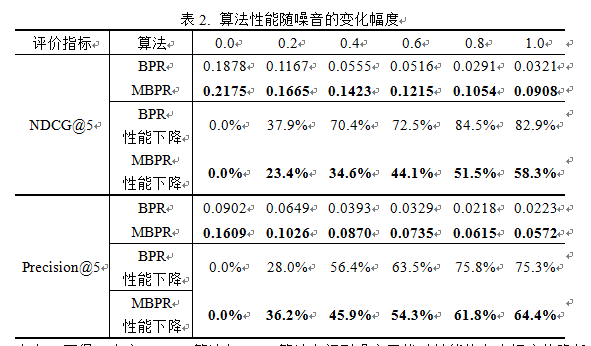 表 2. 算法性能随噪音的变化幅度
评价指标 算法 0.0 0.2 0.4 0.6 0.8 1.0
NDCG@5
BPR 0.1878 0.1167 0.0555 0.0516 0.0291 0.0321
MBPR 0.2175 0.1665 0.1423 0.1215 0.1054 0.0908
BPR
性能下降 0.0% 37.9% 70.4% 72.5% 84.5% 82.9%
MBPR
性能下降 0.0% 23.4% 34.6% 44.1% 51.5% 58.3%
Precision@5
BPR 0.0902 0.0649 0.0393 0.0329 0.0218 0.0223
MBPR 0.1609 0.1026 0.0870 0.0735 0.0615 0.0572
BPR
性能下降 0.0% 28.0% 56.4% 63.5% 75.8% 75.3%
MBPR
性能下降 0.0% 36.2% 45.9% 54.3% 61.8% 64.4%